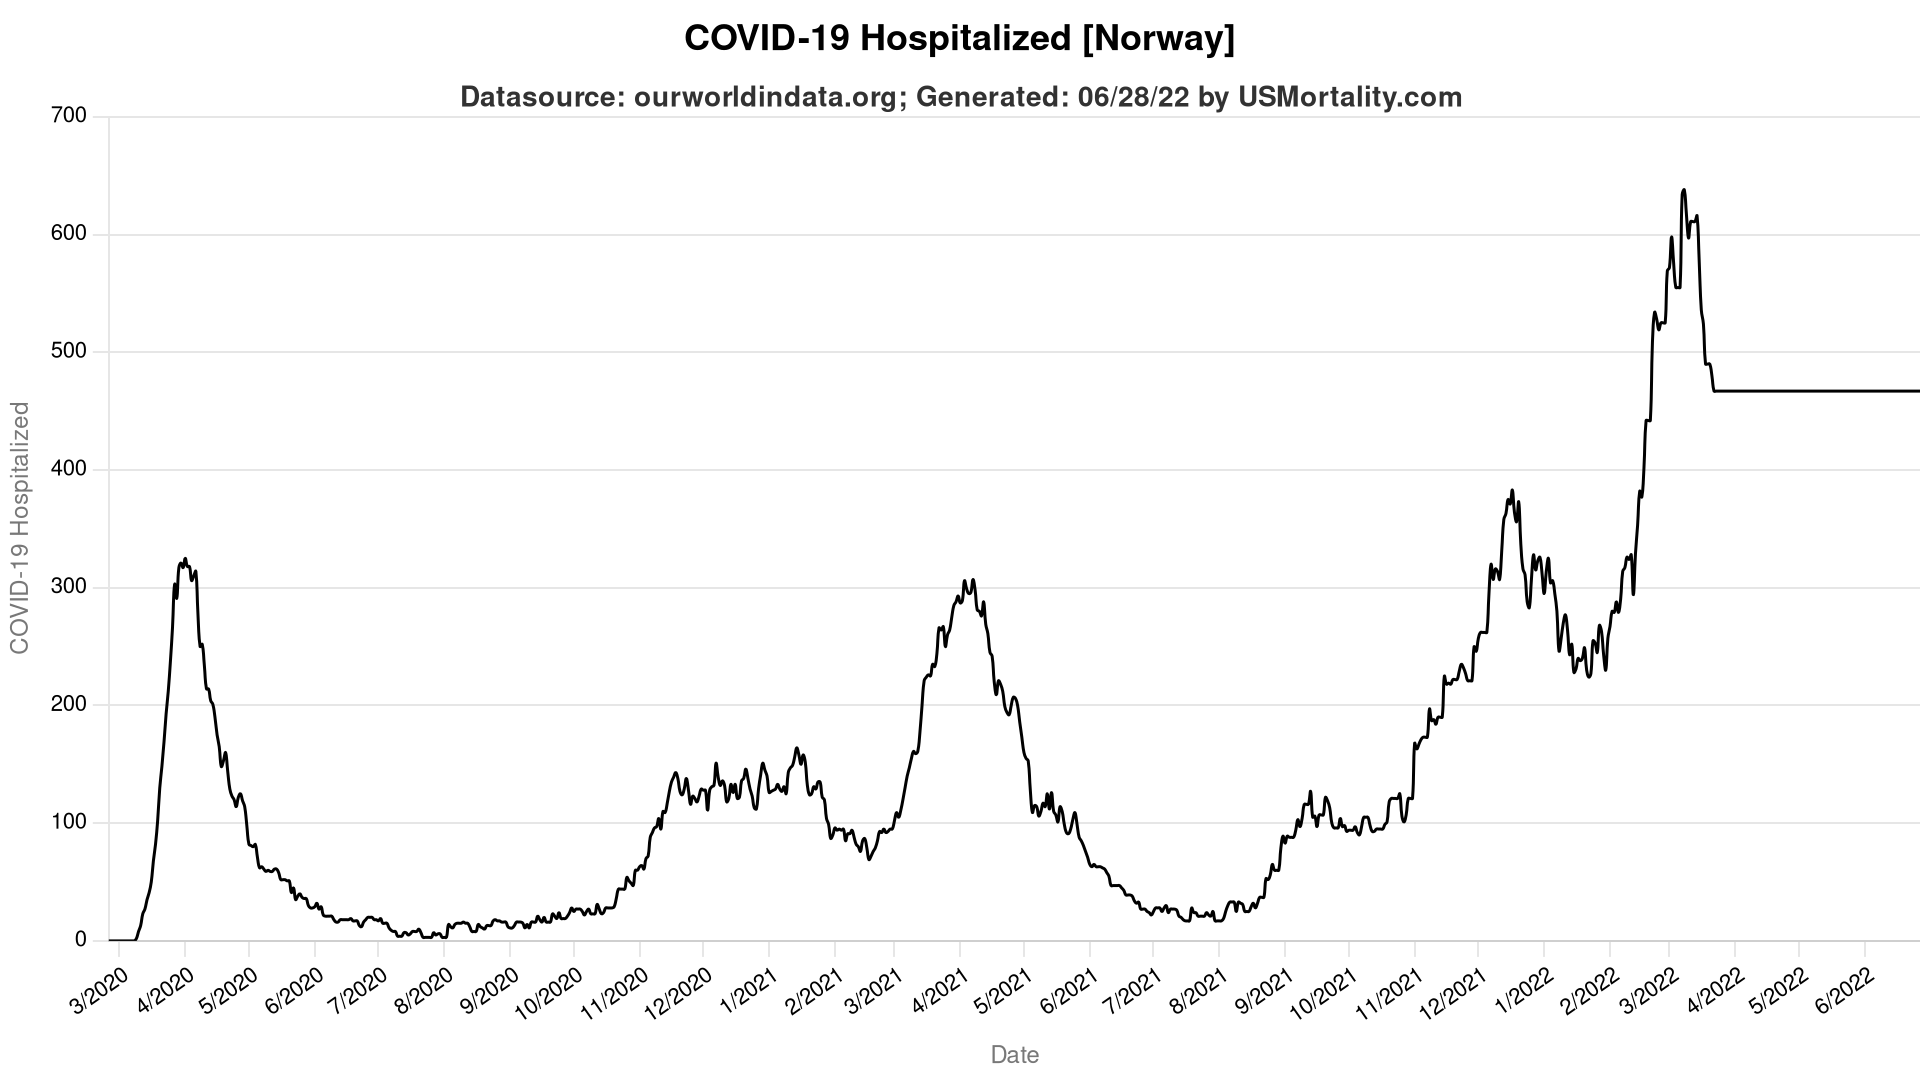 COVID-19 Hospitalized [Norway]
Datasource: ourworldindata.org; Generated: 06/28/22 by USMortality.com
700
600
500
400
300
200
100
0
COVID-19 Hospitalized
3/2020 4/2020 5/2020 6/2020 7/2020 8/2020 9/2020 10/2020 11/2020 12/2020 1/2021 2/2021 3/2021 4/2021 5/2021 6/2021 7/2021 8/2021 9/2021 10/2021 11/2021 12/2021 1/2022 2/2022 3/2022 4/2022 5/2022 6/2022
Date